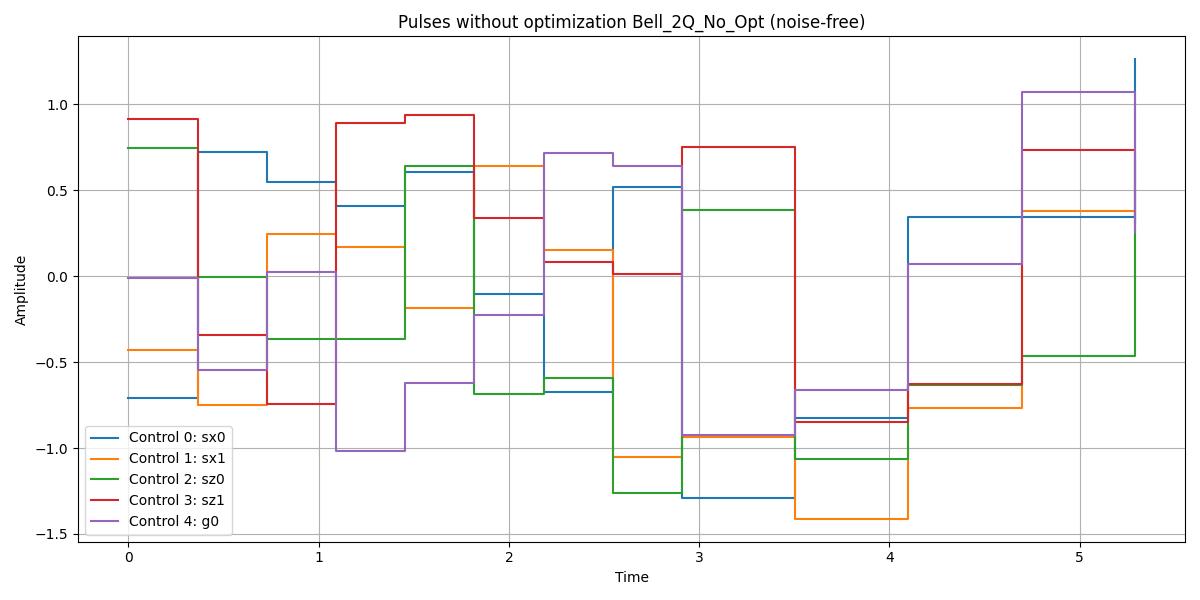 Pulses without optimization Bell_2Q_No_Opt (noise-free)
Amplitude
1.0
0.5
0.0
−0.5
−1.0
−1.5
Control 0: sx0
Control 1: sx1
Control 2: sz0
Control 3: sz1
Control 4: g0
0 1 2 3 4 5
Time